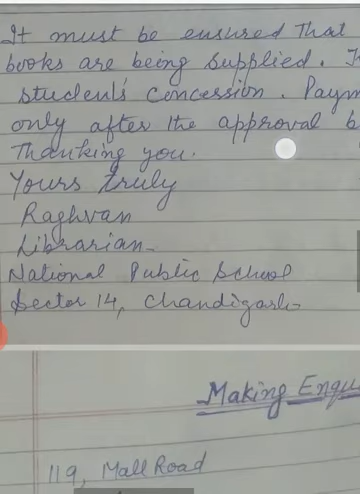 It must be ensured that
books are being supplied.
student's concession. Paym
only after the approval b
Thanking you.
Yours truly
Raghvan
Librarian
National Public School
Sector 14, Chandigarh
Making Enqu
119, Mall Road